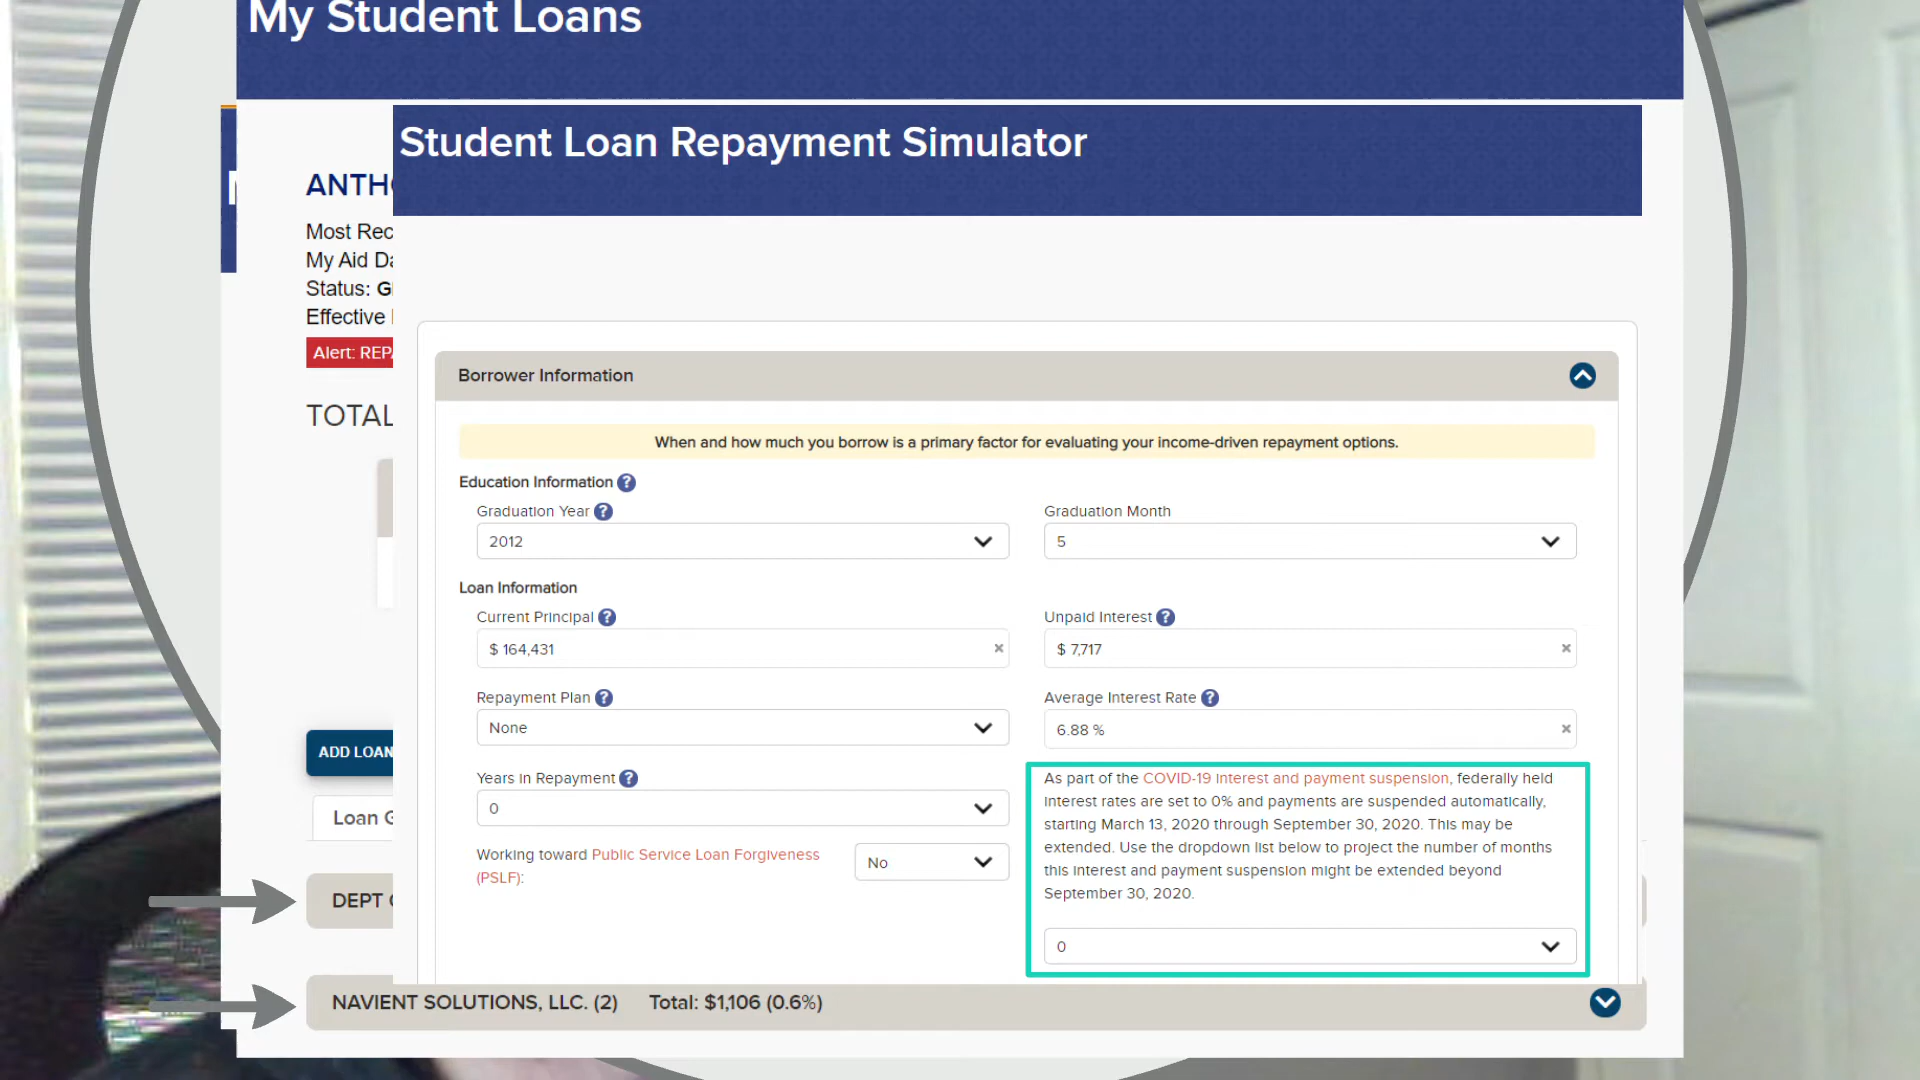 My Student Loans
Student Loan Repayment Simulator
Most
My Aid
Status:
Effective
Alert:
TOTAL
Borrower Information
When and how much you borrow is a primary factor for evaluating your income-driven repayment options.
Education Information ?
Graduation Year ?
Graduation Month
2012
5
Loan Information
Current Principal ?
Unpaid Interest ?
$ 164,431 ×
$ 7,717 ×
Repayment Plan ?
Average Interest Rate ?
None
6.88 % ×
ADD LOAN
Years in Repayment ?
0
As part of the COVID-19 interest and payment suspension, federally held
interest rates are set to 0% and payments are suspended automatically,
starting March 13, 2020 through September 30, 2020. This may be
extended. Use the dropdown list below to project the number of months
this interest and payment suspension might be extended beyond
September 30, 2020.
0
Loan
Working toward Public Service Loan Forgiveness
(PSLF):
No
DEPT
NAVIENT SOLUTIONS, LLC. (2) Total: $1,106 (0.6%)